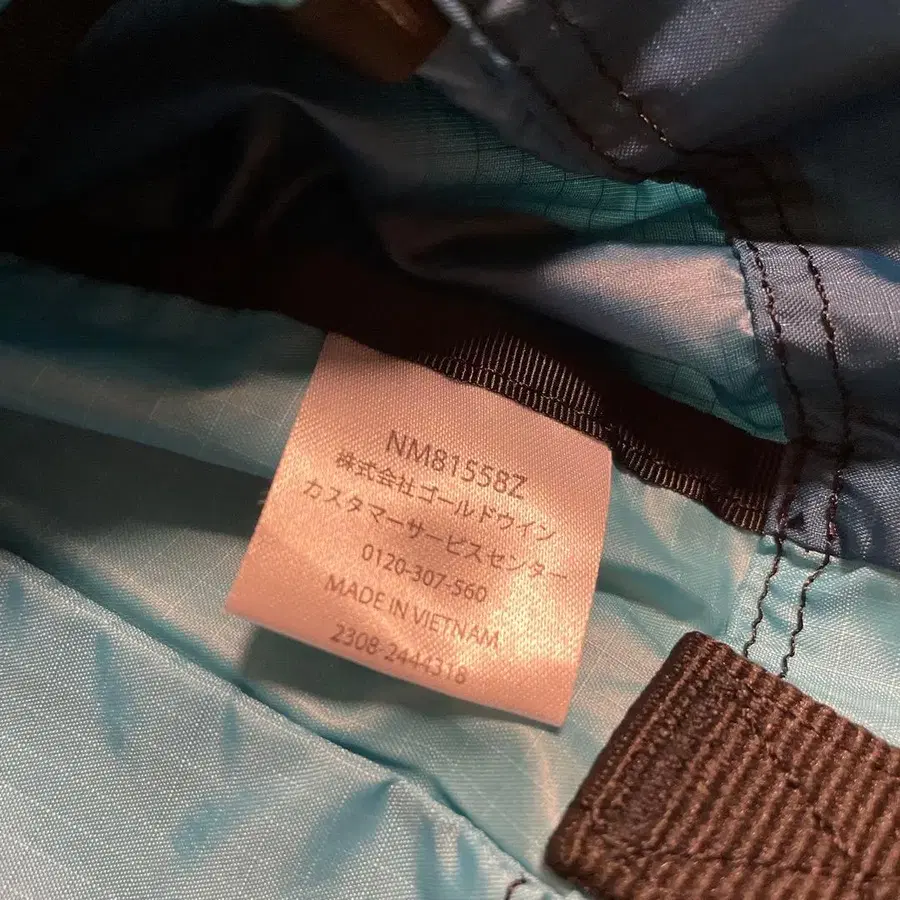 NM81558Z
株式会社ゴールドウイン
カスタマーサービスセンター
0120-307-560
MADE IN VIETNAM
2308-2444318